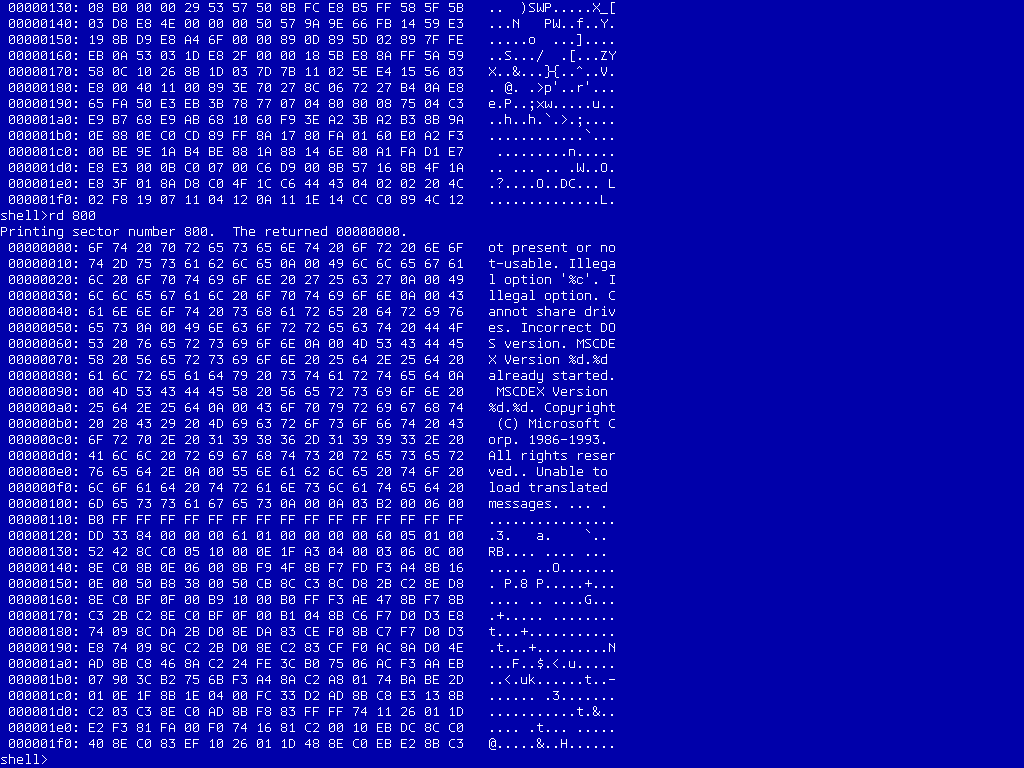 00000130: 08 B0 00 00 29 53 57 50 8B FC E8 B5 FF 58 5F 5B   ..  )SWP.....X_[
00000140: 03 D8 E8 4E 00 00 00 50 57 9A 9E 66 FB 14 59 E3   ...N   PW..f..Y.
00000150: 19 8B D9 E8 A4 6F 00 00 89 0D 89 5D 02 89 7F FE   .....o  ...]....
00000160: EB 0A 53 03 1D E8 2F 00 00 18 5B E8 8A FF 5A 59   ..S.../  .[...ZY
00000170: 58 0C 10 26 8B 1D 03 7D 7B 11 02 5E E4 15 56 03   X..&...}{..^..V.
00000180: E8 00 40 11 00 89 3E 70 27 8C 06 72 27 B4 0A E8   . @. .>p'..r'...
00000190: 65 FA 50 E3 EB 3B 78 77 07 04 80 80 08 75 04 C3   e.P..;xw.....u..
000001a0: E9 B7 68 E9 AB 68 10 60 F9 3E A2 3B A2 B3 8B 9A   ..h..h.`.>.;....
000001b0: 0E 88 0E C0 CD 89 FF 8A 17 80 FA 01 60 E0 A2 F3   ............`...
000001c0: 00 BE 9E 1A B4 BE 88 1A 88 14 6E 80 A1 FA D1 E7    .........n.....
000001d0: E8 E3 00 0B C0 07 00 C6 D9 00 8B 57 16 8B 4F 1A   .. ... .. .W..O.
000001e0: E8 3F 01 8A D8 C0 4F 1C C6 44 43 04 02 02 20 4C   .?....O..DC... L
000001f0: 02 F8 19 07 11 04 12 0A 11 1E 14 CC C0 89 4C 12   ..............L.
shell>rd 800
Printing sector number 800.  The returned 00000000.
00000000: 6F 74 20 70 72 65 73 65 6E 74 20 6F 72 20 6E 6F   ot present or no
00000010: 74 2D 75 73 61 62 6C 65 0A 00 49 6C 6C 65 67 61   t-usable. Illega
00000020: 6C 20 6F 70 74 69 6F 6E 20 27 25 63 27 0A 00 49   l option '%c'. I
00000030: 6C 6C 65 67 61 6C 20 6F 70 74 69 6F 6E 0A 00 43   llegal option. C
00000040: 61 6E 6E 6F 74 20 73 68 61 72 65 20 64 72 69 76   annot share driv
00000050: 65 73 0A 00 49 6E 63 6F 72 72 65 63 74 20 44 4F   es. Incorrect DO
00000060: 53 20 76 65 72 73 69 6F 6E 0A 00 4D 53 43 44 45   S version. MSCDE
00000070: 58 20 56 65 72 73 69 6F 6E 20 25 64 2E 25 64 20   X Version %d.%d
00000080: 61 6C 72 65 61 64 79 20 73 74 61 72 74 65 64 0A   already started.
00000090: 00 4D 53 43 44 45 58 20 56 65 72 73 69 6F 6E 20    MSCDEX Version
000000a0: 25 64 2E 25 64 0A 00 43 6F 70 79 72 69 67 68 74   %d.%d. Copyright
000000b0: 20 28 43 29 20 4D 69 63 72 6F 73 6F 66 74 20 43    (C) Microsoft C
000000c0: 6F 72 70 2E 20 31 39 38 36 2D 31 39 39 33 2E 20   orp. 1986-1993.
000000d0: 41 6C 6C 20 72 69 67 68 74 73 20 72 65 73 65 72   All rights reser
000000e0: 76 65 64 2E 0A 00 55 6E 61 62 6C 65 20 74 6F 20   ved.. Unable to
000000f0: 6C 6F 61 64 20 74 72 61 6E 73 6C 61 74 65 64 20   load translated
00000100: 6D 65 73 73 61 67 65 73 0A 00 0A 03 B2 00 06 00   messages. ... .
00000110: B0 FF FF FF FF FF FF FF FF FF FF FF FF FF FF FF   ................
00000120: DD 33 84 00 00 00 61 01 00 00 00 00 60 05 01 00   .3.   a.    `..
00000130: 52 42 8C C0 05 10 00 0E 1F A3 04 00 03 06 0C 00   RB.... .... ...
00000140: 8E C0 8B 0E 06 00 8B F9 4F 8B F7 FD F3 A4 8B 16   ..... ..O.......
00000150: 0E 00 50 B8 38 00 50 CB 8C C3 8C D8 2B C2 8E D8   . P.8 P.....+...
00000160: 8E C0 BF 0F 00 B9 10 00 B0 FF F3 AE 47 8B F7 8B   .... .. ....G...
00000170: C3 2B C2 8E C0 BF 0F 00 B1 04 8B C6 F7 D0 D3 E8   .+..... ........
00000180: 74 09 8C DA 2B D0 8E DA 83 CE F0 8B C7 F7 D0 D3   t...+...........
00000190: E8 74 09 8C C2 2B D0 8E C2 83 CF F0 AC 8A D0 4E   .t...+.........N
000001a0: AD 8B C8 46 8A C2 24 FE 3C B0 75 06 AC F3 AA EB   ...F..$.<.u.....
000001b0: 07 90 3C B2 75 6B F3 A4 8A C2 A8 01 74 BA BE 2D   ..<.uk......t..-
000001c0: 01 0E 1F 8B 1E 04 00 FC 33 D2 AD 8B C8 E3 13 8B   ...... .3.......
000001d0: C2 03 C3 8E C0 AD 8B F8 83 FF FF 74 11 26 01 1D   ...........t.&..
000001e0: E2 F3 81 FA 00 F0 74 16 81 C2 00 10 EB DC 8C C0   .... .t... .....
000001f0: 40 8E C0 83 EF 10 26 01 1D 48 8E C0 EB E2 8B C3   @.....&..H......
shell>